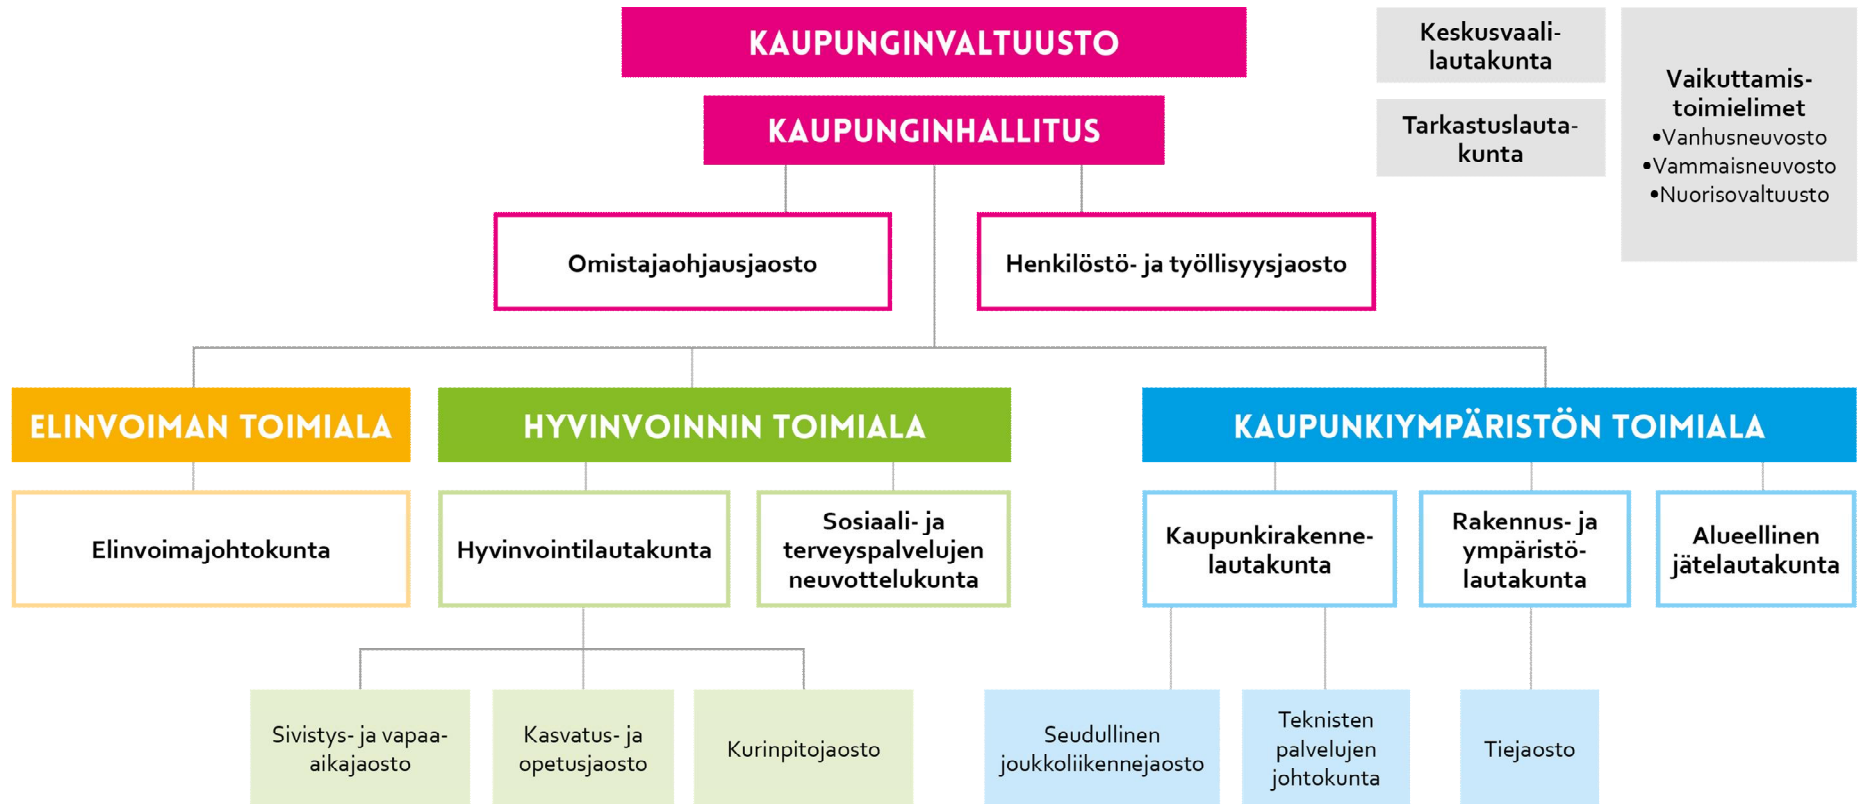 KAUPUNGINVALTUUSTO
KAUPUNGINHALLITUS
Keskusvaali-
lautakunta
Tarkastuslauta-
kunta
Vaikuttamis-
toimielimet
•Vanhusneuvosto
•Vammaisneuvosto
•Nuorisovaltuusto
Omistajaohjausjaosto
Henkilöstö- ja työllisyysjaosto
ELINVOIMAN TOIMIALA
HYVINVOINNIN TOIMIALA
KAUPUNKIYMPÄRISTÖN TOIMIALA
Elinvoimajohtokunta
Hyvinvointilautakunta
Sosiaali- ja
terveyspalvelujen
neuvottelukunta
Kaupunkirakenne-
lautakunta
Rakennus- ja
ympäristö-
lautakunta
Alueellinen
jätelautakunta
Sivistys- ja vapaa-
aikajaosto
Kasvatus- ja
opetusjaosto
Kurinpitojaosto
Seudullinen
joukkoliikennejaosto
Teknisten
palvelujen
johtokunta
Tiejaosto